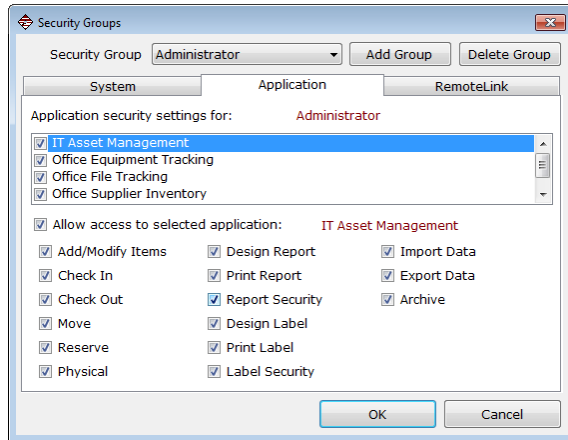 Security Groups
Security Group Administrator Add Group Delete Group
System Application RemoteLink
Application security settings for: Administrator
IT Asset Management
Office Equipment Tracking
Office File Tracking
Office Supplier Inventory
Allow access to selected application: IT Asset Management
Add/Modify Items Design Report Import Data
Check In Print Report Export Data
Check Out Report Security Archive
Move Design Label
Reserve Print Label
Physical Label Security
OK Cancel